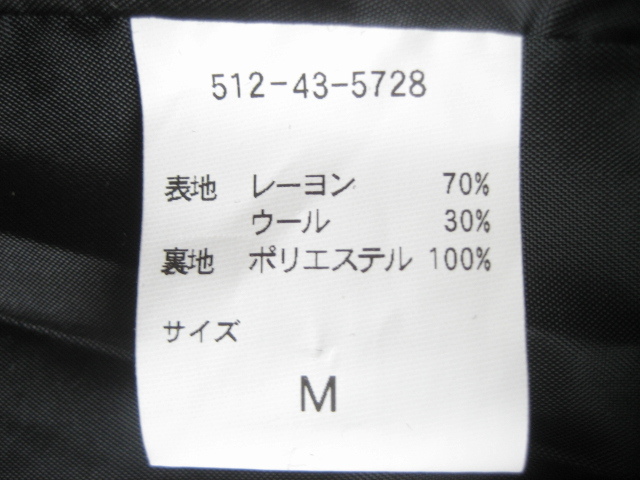 512-43-5728
表地 レーヨン 70%
ウール 30%
裏地 ポリエステル 100%
サイズ
M